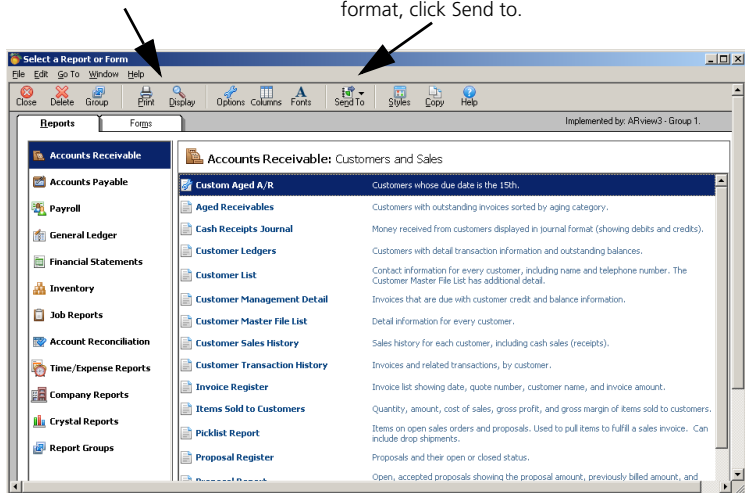 format, click Send to.
Select a Report or Form
File Edit Go To Window Help
Close Delete Group Print Display Options Columns Fonts Send To Styles Copy Help
Reports Forms Implemented by: ARview3 - Group 1.
Accounts Receivable
Accounts Payable
Payroll
General Ledger
Financial Statements
Inventory
Job Reports
Account Reconciliation
Time/Expense Reports
Company Reports
Crystal Reports
Report Groups
Accounts Receivable: Customers and Sales
Custom Aged A/R Customers whose due date is the 15th.
Aged Receivables Customers with outstanding invoices sorted by aging category.
Cash Receipts Journal Money received from customers displayed in journal format (showing debits and credits).
Customer Ledgers Customers with detail transaction information and outstanding balances.
Customer List Contact information for every customer, including name and telephone number. The
Customer Master File List has additional detail.
Customer Management Detail Invoices that are due with customer credit and balance information.
Customer Master File List Detail information for every customer.
Customer Sales History Sales history for each customer, including cash sales (receipts).
Customer Transaction History Invoices and related transactions, by customer.
Invoice Register Invoice list showing date, quote number, customer name, and invoice amount.
Items Sold to Customers Quantity, amount, cost of sales, gross profit, and gross margin of items sold to customers.
Picklist Report Items on open sales orders and proposals. Used to pull items to fulfill a sales invoice. Can
include drop shipments.
Proposal Register Proposals and their open or closed status.
Proposal Report Open, accepted proposals showing the proposal amount, previously billed amount, and